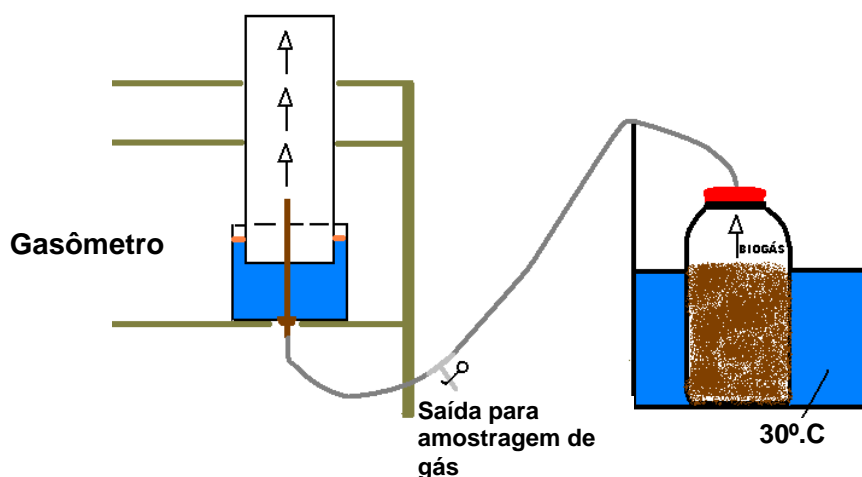 Gasômetro
BIOGÁS
Saída para
amostragem de
gás
30º.C